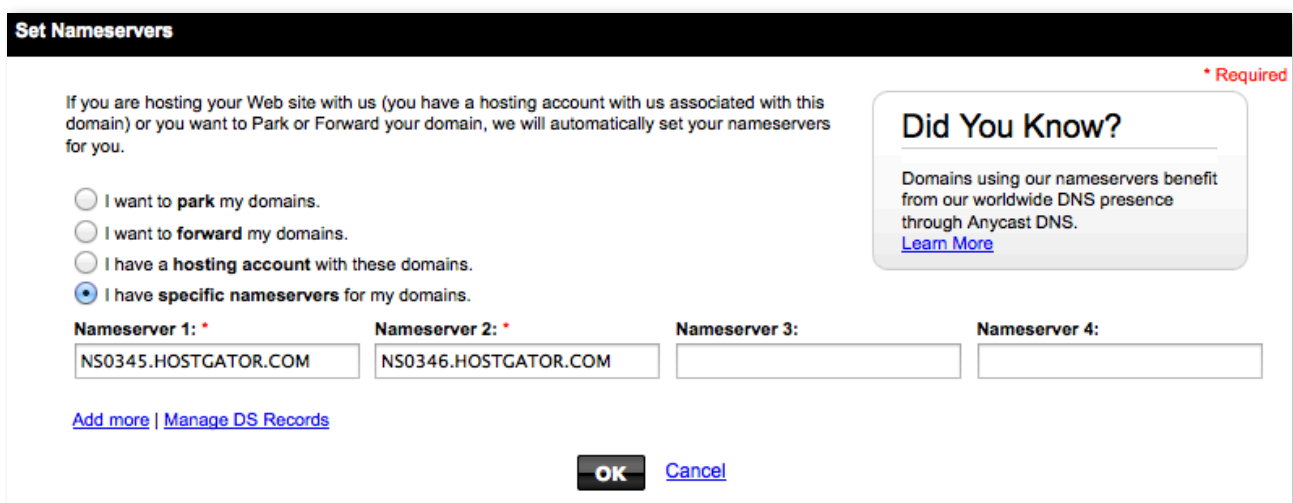 Set Nameservers
* Required
If you are hosting your Web site with us (you have a hosting account with us associated with this
domain) or you want to Park or Forward your domain, we will automatically set your nameservers
for you.
Did You Know?
Domains using our nameservers benefit
from our worldwide DNS presence
through Anycast DNS.
Learn More
I want to park my domains.
I want to forward my domains.
I have a hosting account with these domains.
I have specific nameservers for my domains.
Nameserver 1: * Nameserver 2: * Nameserver 3: Nameserver 4:
NS0345.HOSTGATOR.COM NS0346.HOSTGATOR.COM
Add more | Manage DS Records
OK Cancel